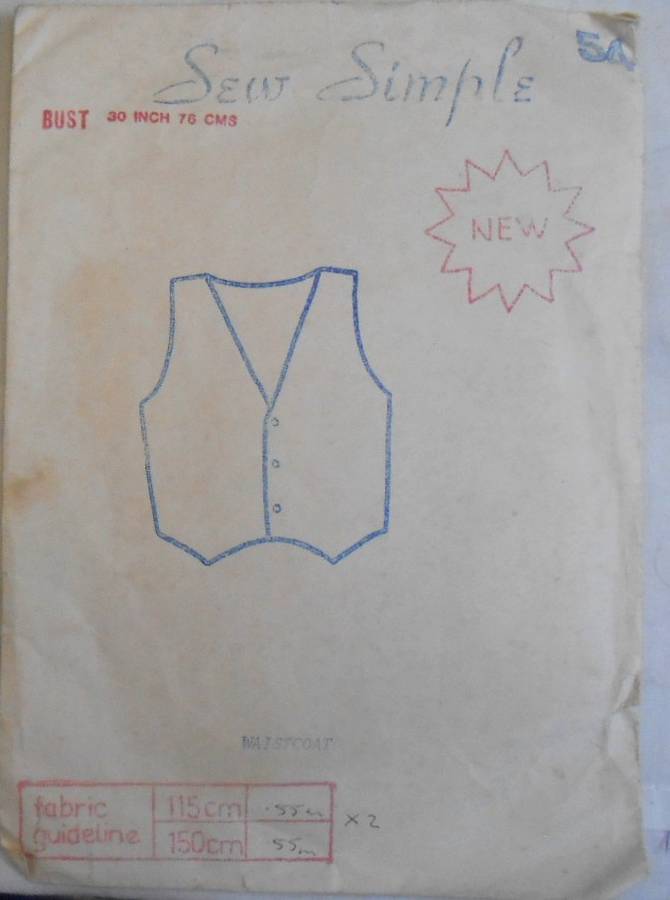 Sew Simple
5A
BUST 30 INCH 76 CMS
NEW
WAISTCOAT
fabric guideline
115cm .55m
150cm .55m
x 2